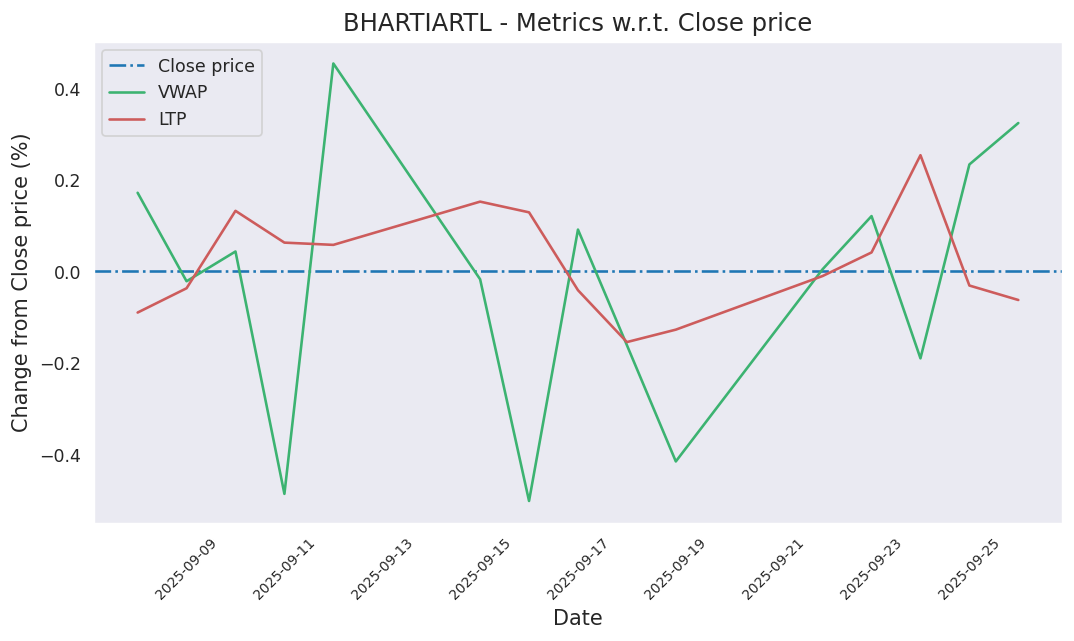 BHARTIARTL - Metrics w.r.t. Close price
Close price
VWAP
LTP
Change from Close price (%)
0.4
0.2
0.0
−0.2
−0.4
2025-09-09
2025-09-11
2025-09-13
2025-09-15
2025-09-17
2025-09-19
2025-09-21
2025-09-23
2025-09-25
Date